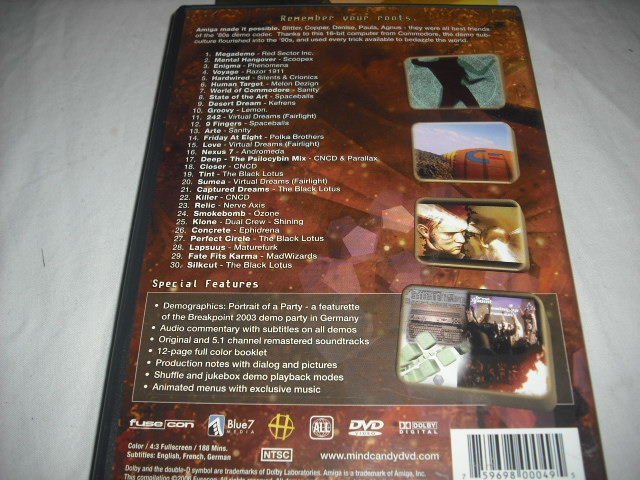 Remember your roots.
Amiga made it possible. Blitter, Copper, Denise, Paula, Agnus - they were all best friends
of the '80s demo coder. Thanks to this 16-bit computer from Commodore, the demo sub-
culture flourished into the '90s, and used every trick available to bedazzle the world.
1. Megademo - Red Sector Inc.
2. Mental Hangover - Scoopex
3. Enigma - Phenomena
4. Voyage - Razor 1911
5. Hardwired - Silents & Crionics
6. Human Target - Melon Dezign
7. World of Commodore - Sanity
8. State of the Art - Spaceballs
9. Desert Dream - Kefrens
10. Groovy - Lemon.
11. 242 - Virtual Dreams (Fairlight)
12. 9 Fingers - Spaceballs
13. Arte - Sanity
14. Friday At Eight - Polka Brothers
15. Love - Virtual Dreams (Fairlight)
16. Nexus 7 - Andromeda
17. Deep - The Psilocybin Mix - CNCD & Parallax
18. Closer - CNCD
19. Tint - The Black Lotus
20. Sumea - Virtual Dreams (Fairlight)
21. Captured Dreams - The Black Lotus
22. Killer - CNCD
23. Relic - Nerve Axis
24. Smokebomb - Ozone
25. Klone - Dual Crew - Shining
26. Concrete - Ephidrena
27. Perfect Circle - The Black Lotus
28. Lapsuus - Maturefurk
29. Fate Fits Karma - MadWizards
30. Silkcut - The Black Lotus
Special Features
• Demographics: Portrait of a Party - a featurette
of the Breakpoint 2003 demo party in Germany
• Audio commentary with subtitles on all demos
• Original and 5.1 channel remastered soundtracks
• 12-page full color booklet
• Production notes with dialog and pictures
• Shuffle and jukebox demo playback modes
• Animated menus with exclusive music
fuse|con
Blue7
MEDIA
ALL
DVD
VIDEO
DOLBY
DIGITAL
Color / 4:3 Fullscreen / 188 Mins.
Subtitles: English, French, German
NTSC
www.mindcandydvd.com
Dolby and the double-D symbol are trademarks of Dolby Laboratories. Amiga is a trademark of Amiga, Inc.
This compilation ©2006 Fusecon
7 59698 00049 5